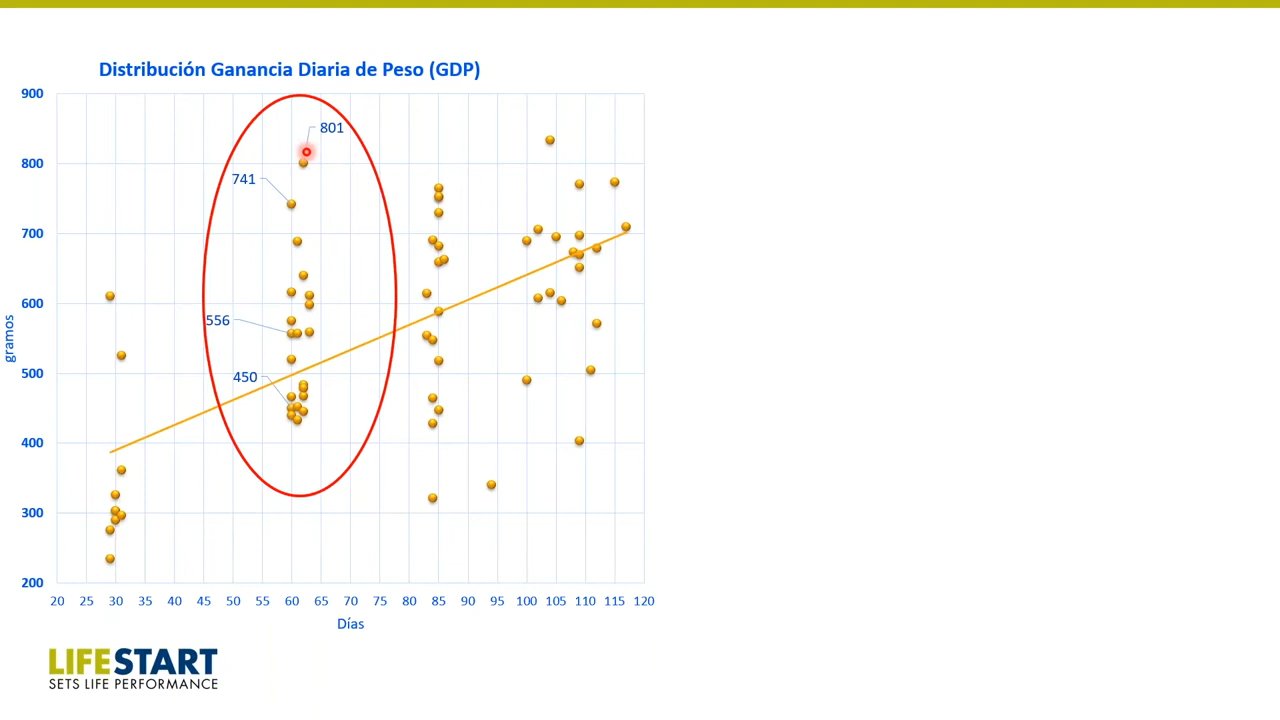 Distribución Ganancia Diaria de Peso (GDP)
900
800
700
600
500
400
300
200
gramos
801
741
556
450
20 25 30 35 40 45 50 55 60 65 70 75 80 85 90 95 100 105 110 115 120
Días
LIFESTART
SETS LIFE PERFORMANCE